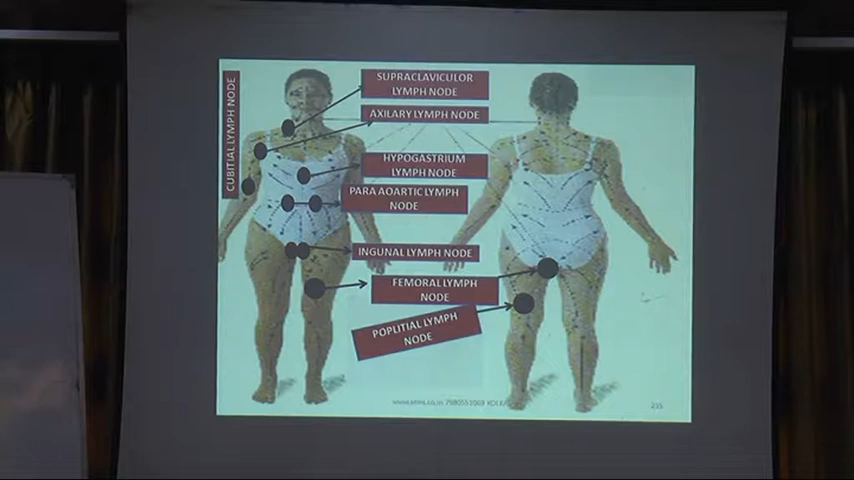 CUBITIAL LYMPH NODE
SUPRACLAVICULOR
LYMPH NODE
AXILARY LYMPH NODE
HYPOGASTRIUM
LYMPH NODE
PARA AOARTIC LYMPH
NODE
INGUNAL LYMPH NODE
FEMORAL LYMPH
NODE
POPLITIAL LYMPH
NODE
235